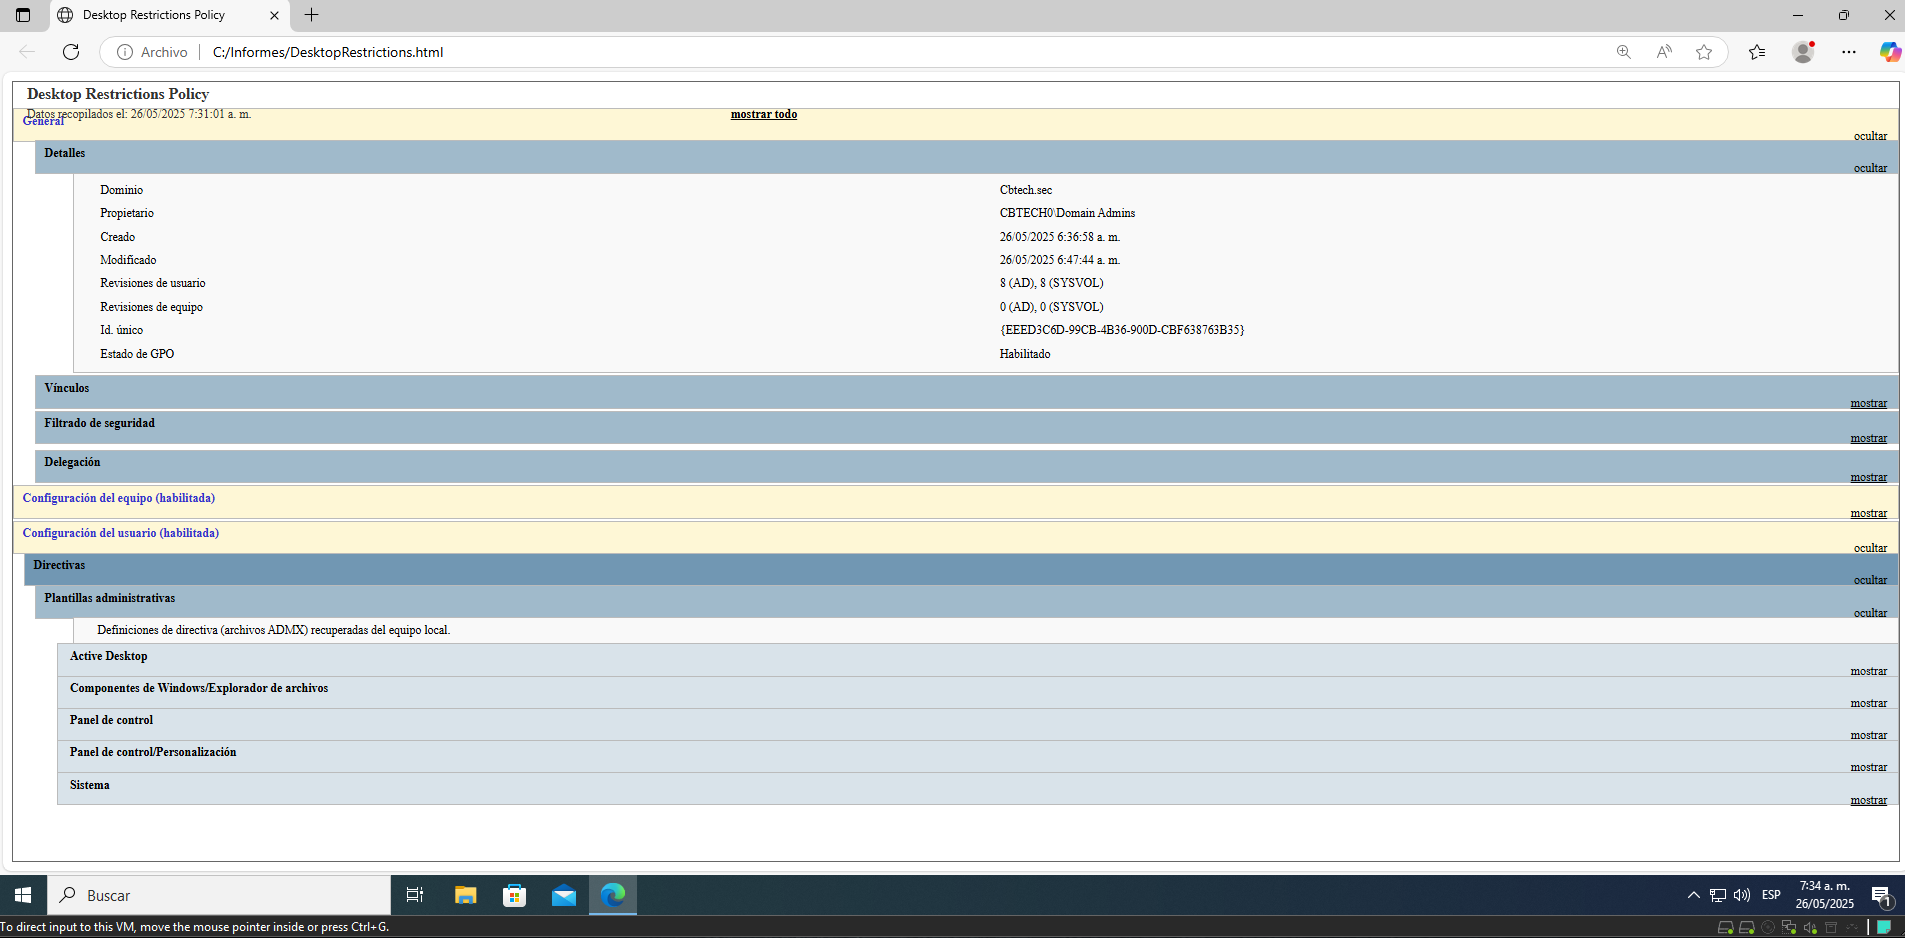 Desktop Restrictions Policy
Archivo C:/Informes/DesktopRestrictions.html
Desktop Restrictions Policy
Datos recopilados el: 26/05/2025 7:31:01 a. m. mostrar todo
General
ocultar
Detalles
ocultar
Dominio Cbtech.sec
Propietario CBTECH0\Domain Admins
Creado 26/05/2025 6:36:58 a. m.
Modificado 26/05/2025 6:47:44 a. m.
Revisiones de usuario 8 (AD), 8 (SYSVOL)
Revisiones de equipo 0 (AD), 0 (SYSVOL)
Id. único {EEED3C6D-99CB-4B36-900D-CBF638763B35}
Estado de GPO Habilitado
Vínculos
mostrar
Filtrado de seguridad
mostrar
Delegación
mostrar
Configuración del equipo (habilitada)
mostrar
Configuración del usuario (habilitada)
ocultar
Directivas
ocultar
Plantillas administrativas
ocultar
Definiciones de directiva (archivos ADMX) recuperadas del equipo local.
Active Desktop
mostrar
Componentes de Windows/Explorador de archivos
mostrar
Panel de control
mostrar
Panel de control/Personalización
mostrar
Sistema
mostrar
Buscar
ESP
7:34 a. m.
26/05/2025
1
To direct input to this VM, move the mouse pointer inside or press Ctrl+G.